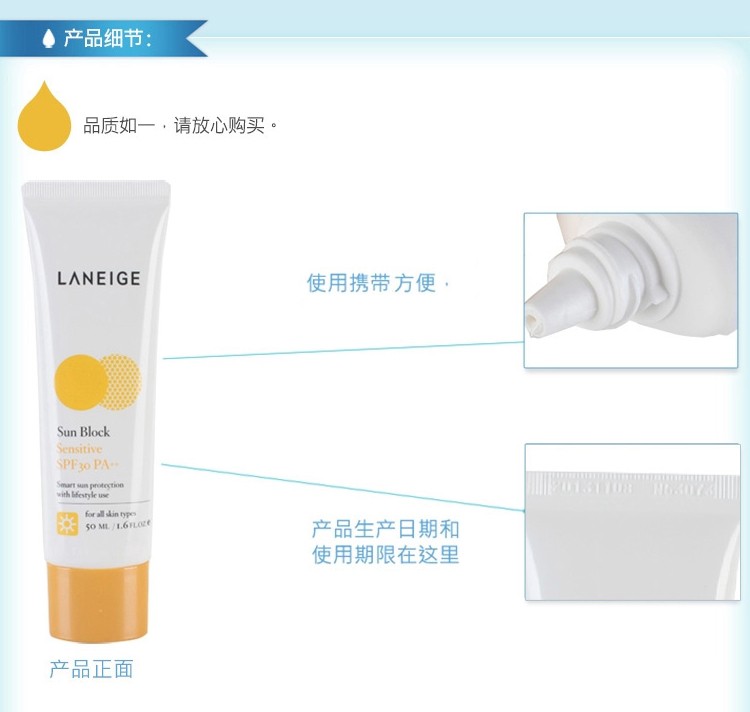 产品细节：
品质如一，请放心购买。
LANEIGE
使用携带方便，
Sun Block
Sensitive
SPF30 PA++
Smart sun protection
with lifestyle use
for all skin types
50 ML / 1.6 FL.OZ
产品生产日期和
使用期限在这里
产品正面